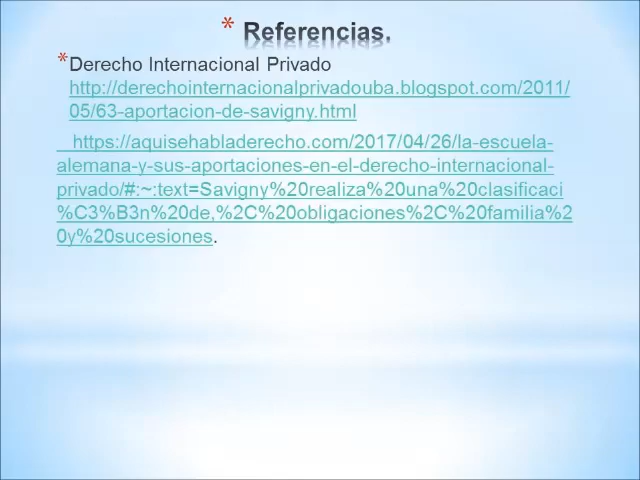 * Referencias.
* Derecho Internacional Privado
http://derechointernacionalprivadouba.blogspot.com/2011/
05/63-aportacion-de-savigny.html
https://aquisehabladerecho.com/2017/04/26/la-escuela-
alemana-y-sus-aportaciones-en-el-derecho-internacional-
privado/#:~:text=Savigny%20realiza%20una%20clasificaci
%C3%B3n%20de,%2C%20obligaciones%2C%20familia%2
0y%20sucesiones.